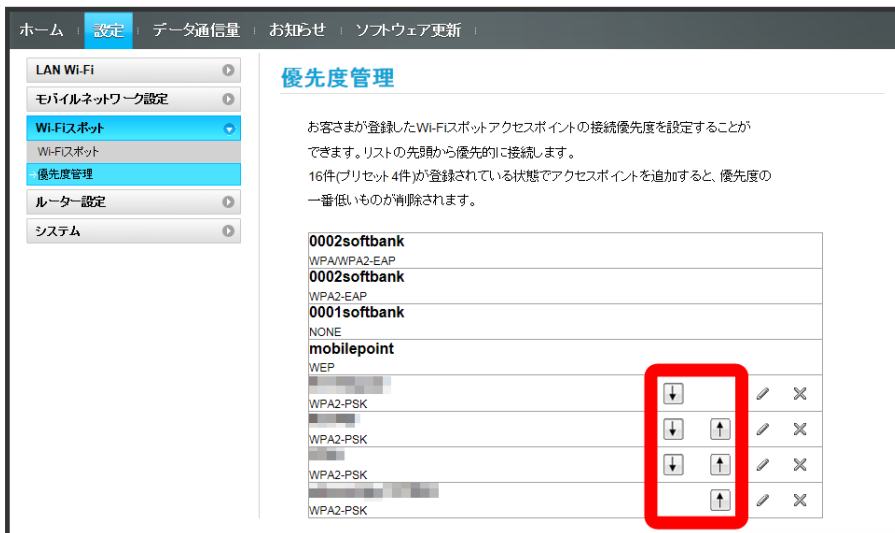 ホーム 設定 データ通信量 お知らせ ソフトウェア更新
LAN Wi-Fi
モバイルネットワーク設定
Wi-Fiスポット
Wi-Fiスポット
優先度管理
ルーター設定
システム
優先度管理
お客さまが登録したWi-Fiスポットアクセスポイントの接続優先度を設定することが
できます。リストの先頭から優先的に接続します。
16件(プリセット4件)が登録されている状態でアクセスポイントを追加すると、優先度の
一番低いものが削除されます。
0002softbank
WPA/WPA2-EAP
0002softbank
WPA2-EAP
0001softbank
NONE
mobilepoint
WEP
WPA2-PSK
WPA2-PSK
WPA2-PSK
WPA2-PSK